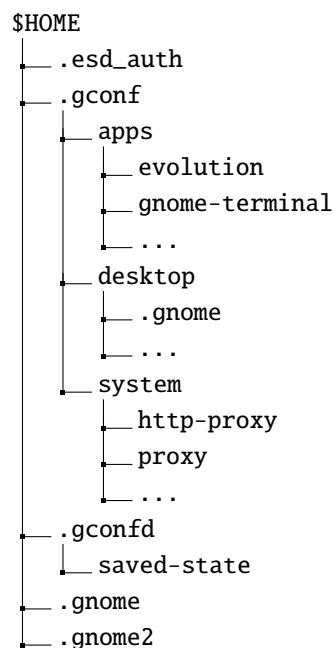 $HOME
.esd_auth
.gconf
apps
evolution
gnome-terminal
...
desktop
.gnome
...
system
http-proxy
proxy
...
.gconfd
saved-state
.gnome
.gnome2